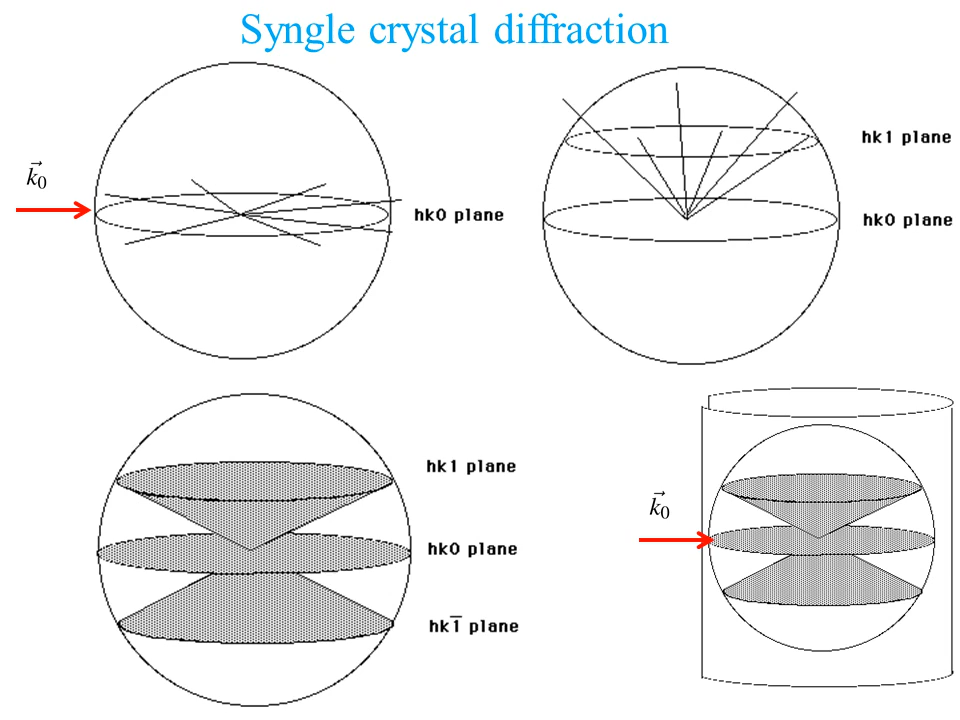 Syngle crystal diffraction
k⃗₀
hk0 plane
hk1 plane
hk0 plane
hk1 plane
hk0 plane
hk1̅ plane
k⃗₀